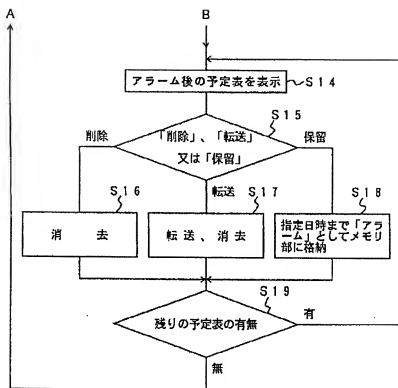 A
B
アラーム後の予定表を表示
S14
S15
「削除」、「転送」
又は「保留」
削除
保留
転送
S16
S17
S18
消去
転送、消去
指定日時まで「アラ
ーム」としてメモリ
部に格納
S19
残りの予定表の有無
有
無